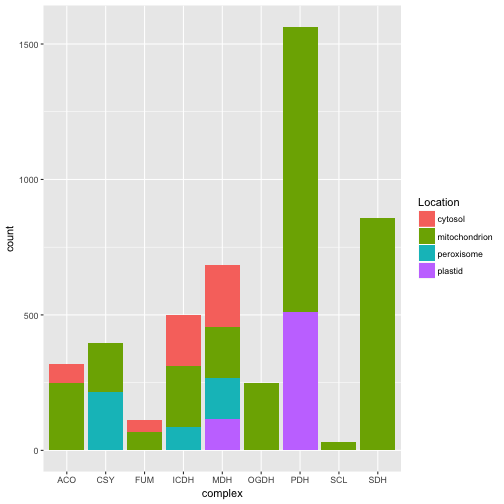 1500
1000
500
0
count
ACO CSY FUM ICDH MDH OGDH PDH SCL SDH
complex
Location
cytosol
mitochondrion
peroxisome
plastid